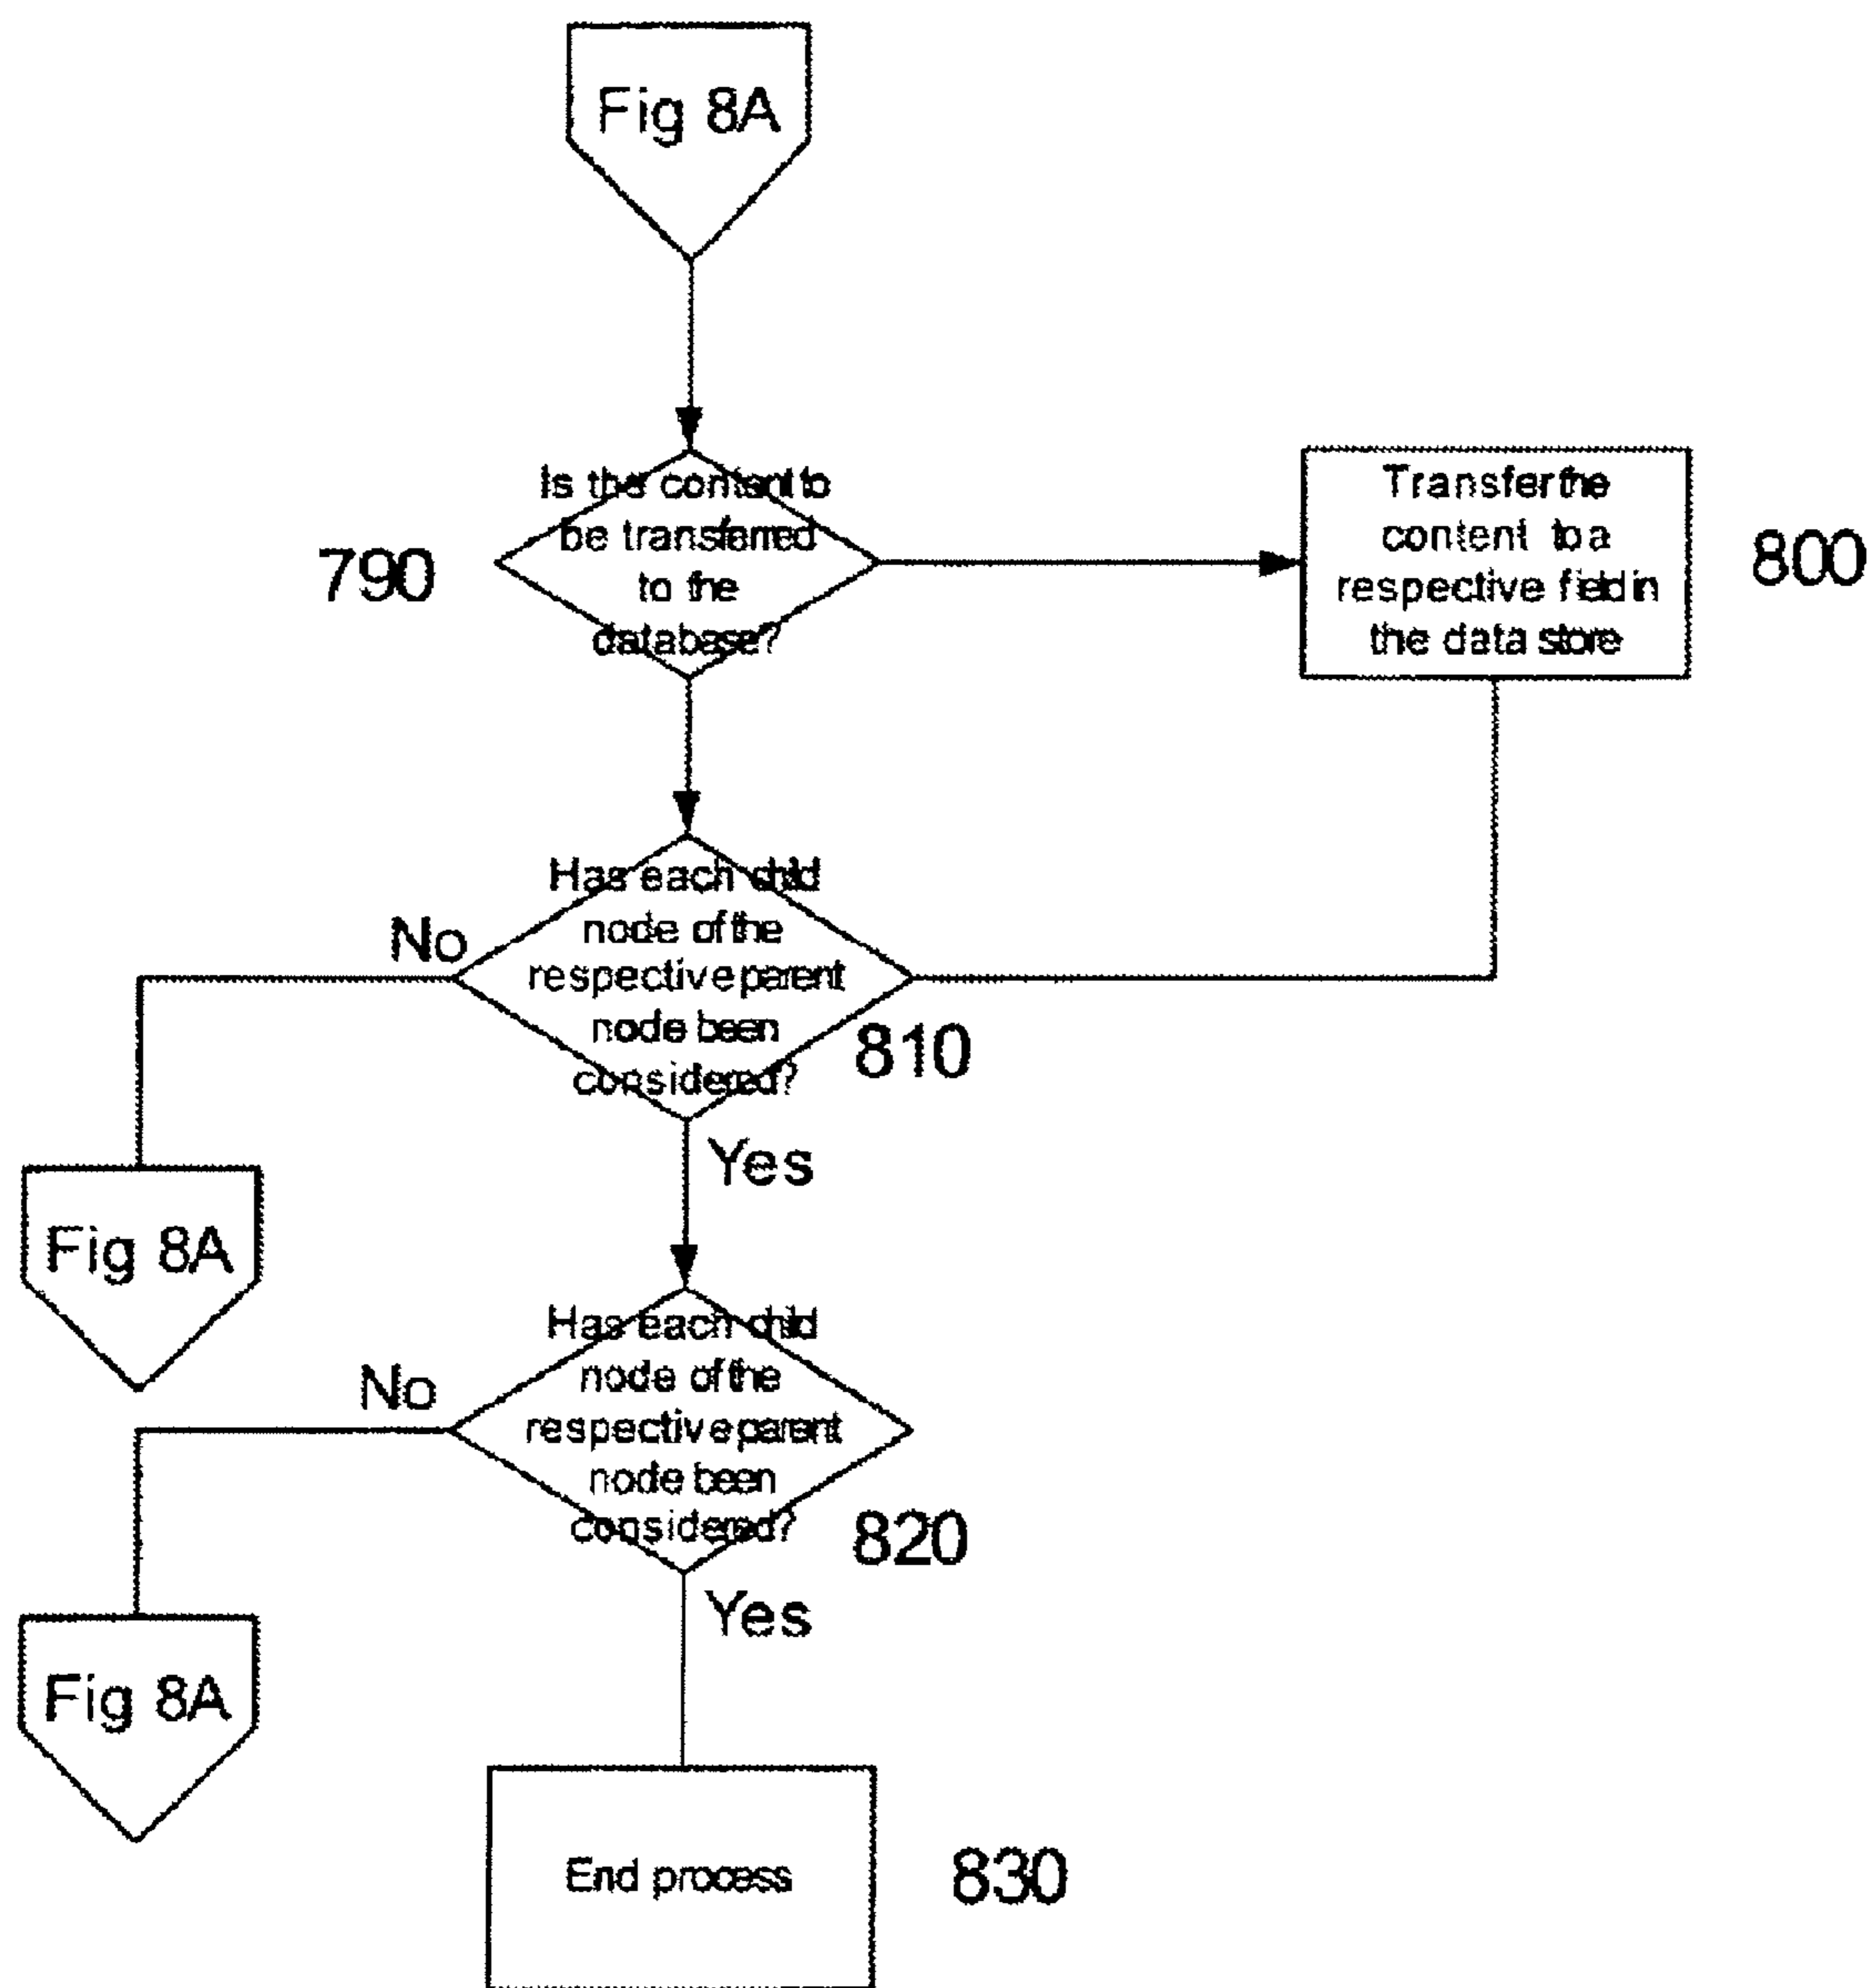 Fig 8A
Is the content to
be transferred
to the
database?
790
Transfer the
content to a
respective field in
the data store
800
Has each child
node of the
respective parent
node been
considered?
No
810
Yes
Fig 8A
Has each child
node of the
respective parent
node been
considered?
No
820
Yes
Fig 8A
End process
830